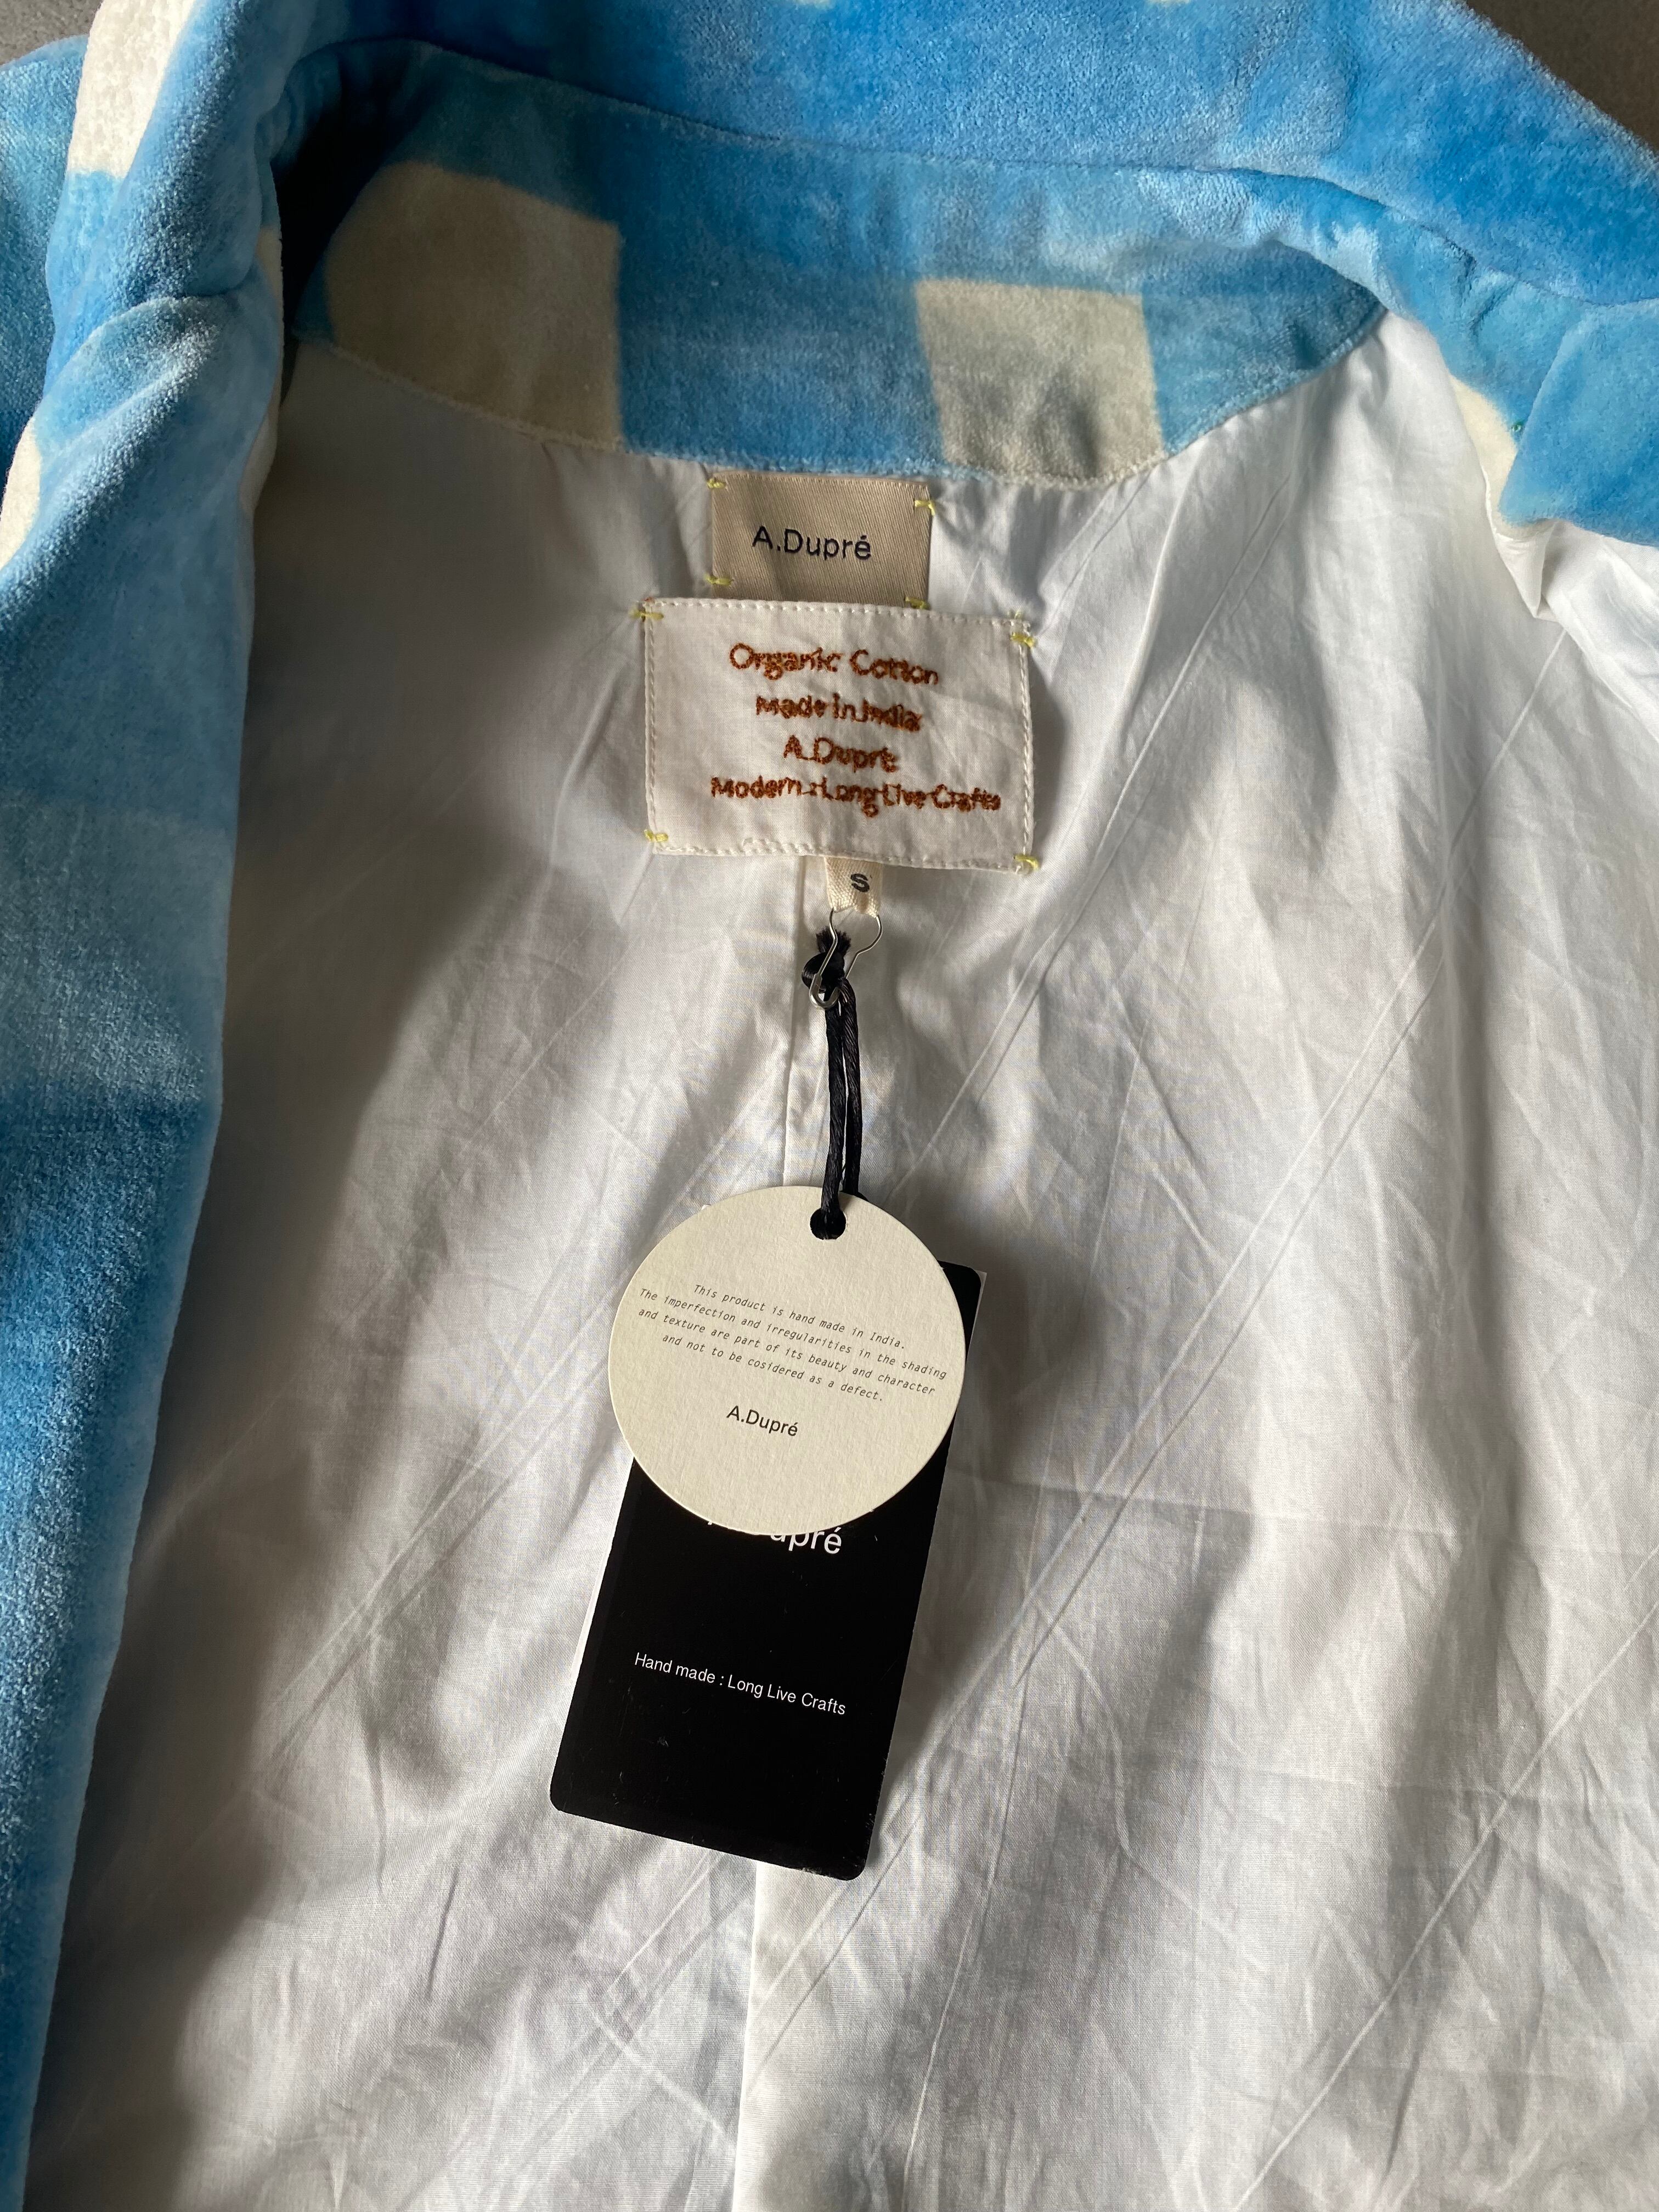 A.Dupré
Organic Cotton
Made in India
A.Dupré
Modern : Long Live Crafts
S
This product is hand made in India.
The imperfection and irregularities in the shading
and texture are part of its beauty and character
and not to be cosidered as a defect.
A.Dupré
upré
Hand made : Long Live Crafts